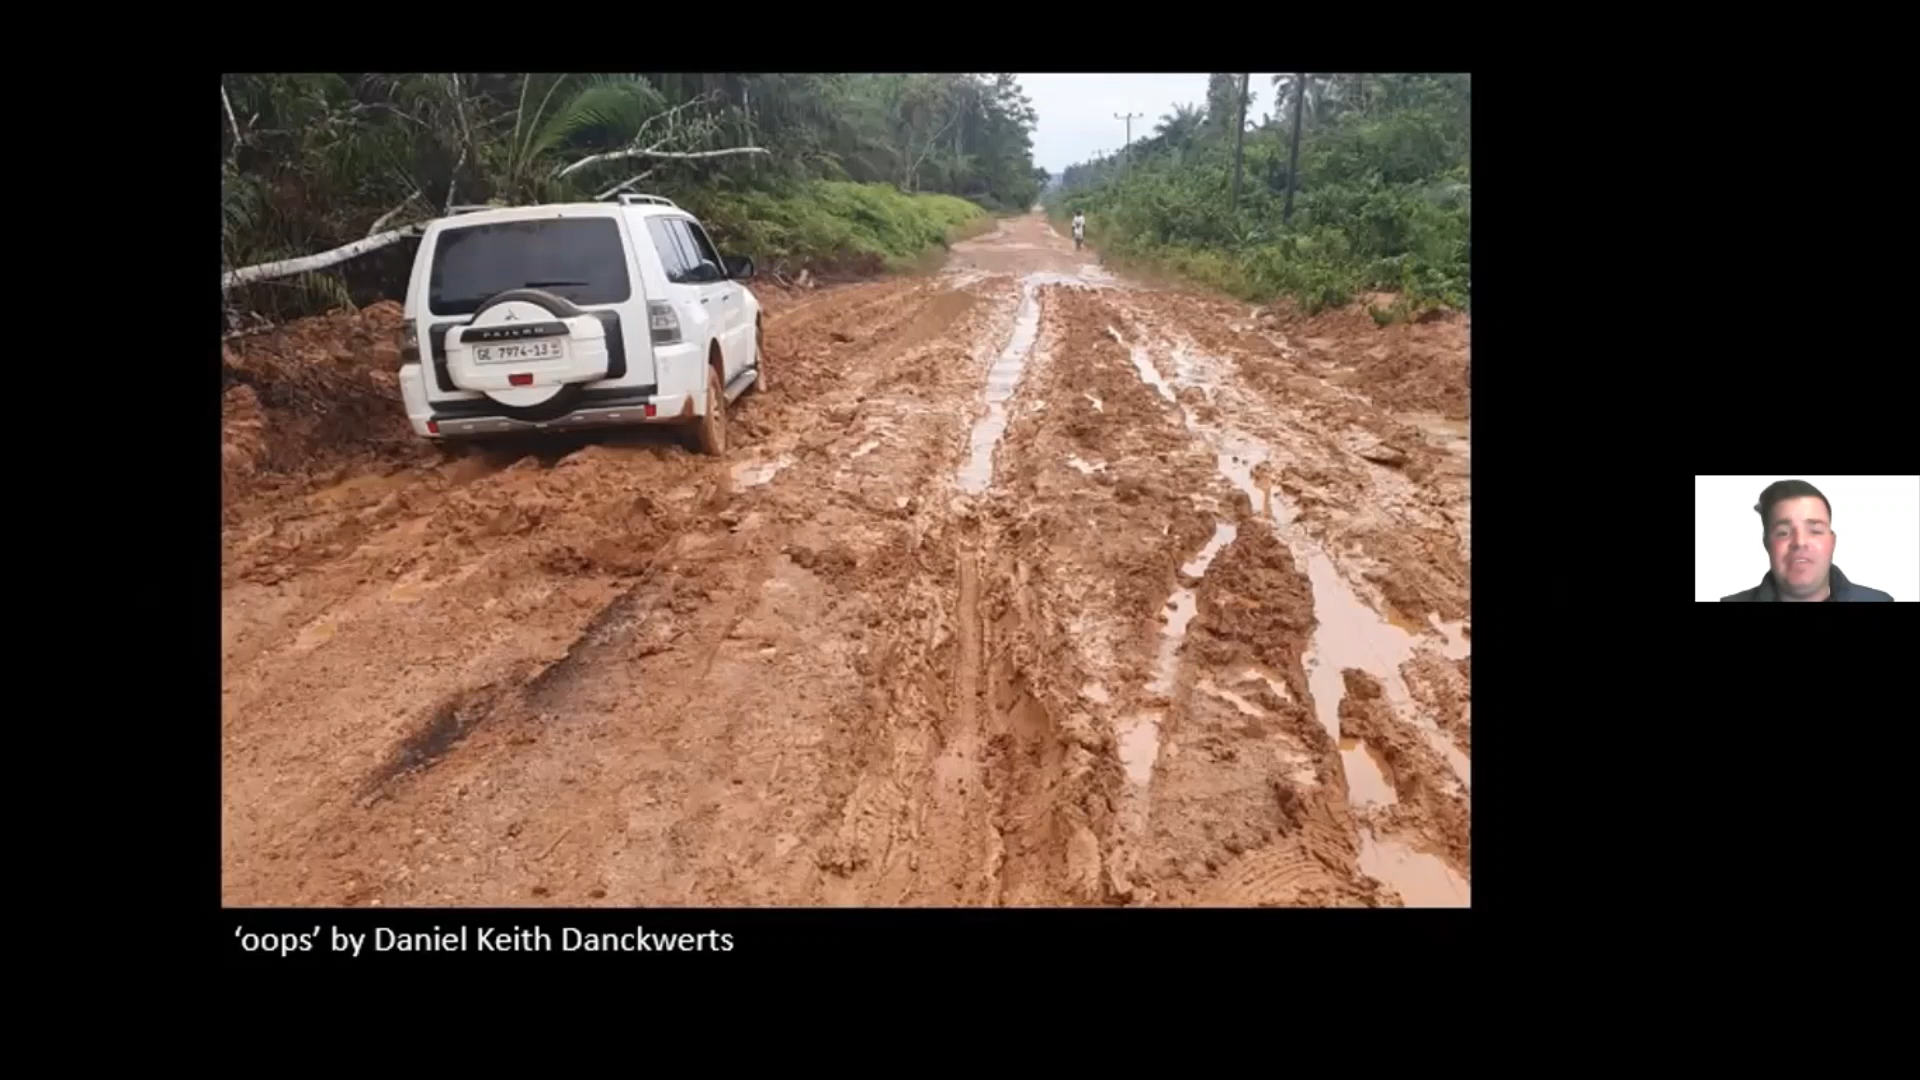 PAJERO
GE 7974-13
‘oops’ by Daniel Keith Danckwerts